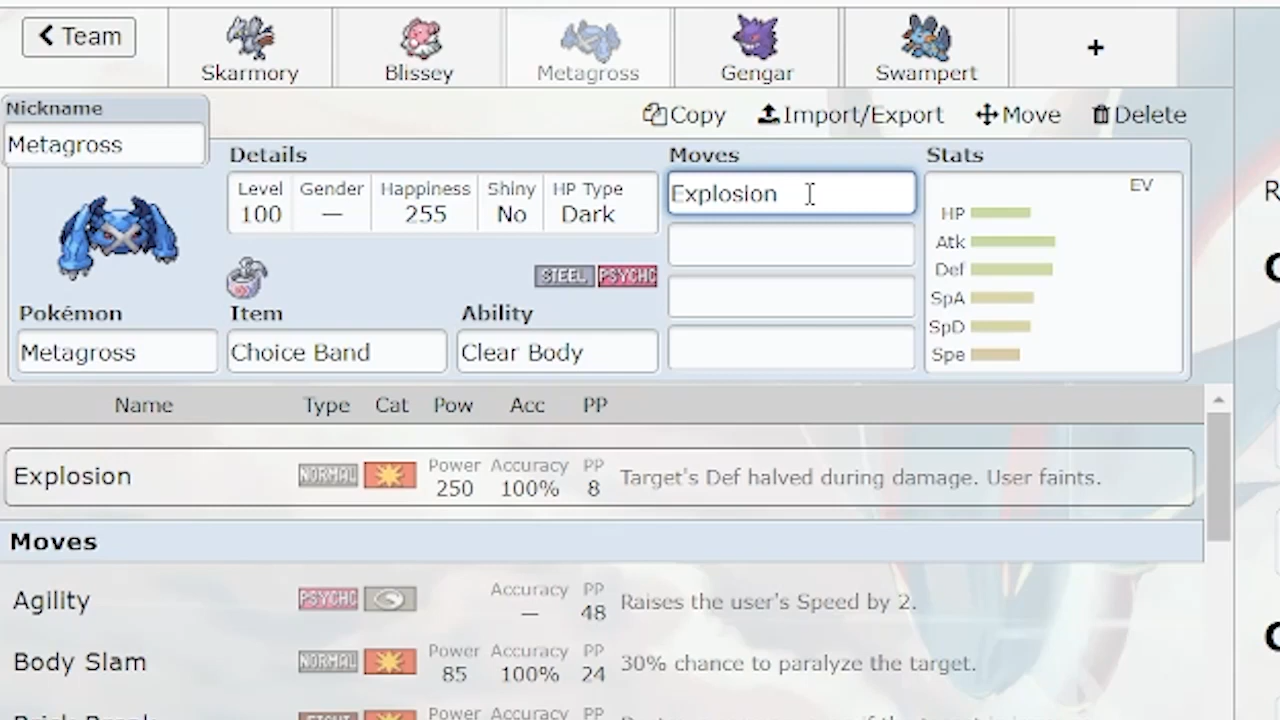 Team
Skarmory
Blissey
Metagross
Gengar
Swampert
+
Nickname
Metagross
Copy
Import/Export
Move
Delete
Details
Moves
Stats
Level
100
Gender
—
Happiness
255
Shiny
No
HP Type
Dark
Explosion
EV
HP
Atk
Def
SpA
SpD
Spe
STEEL PSYCHC
Pokémon
Metagross
Item
Choice Band
Ability
Clear Body
Name Type Cat Pow Acc PP
Explosion NORMAL Power 250 Accuracy 100% PP 8 Target's Def halved during damage. User faints.
Moves
Agility PSYCHC Accuracy — PP 48 Raises the user's Speed by 2.
Body Slam NORMAL Power 85 Accuracy 100% PP 24 30% chance to paralyze the target.
Power Accuracy PP